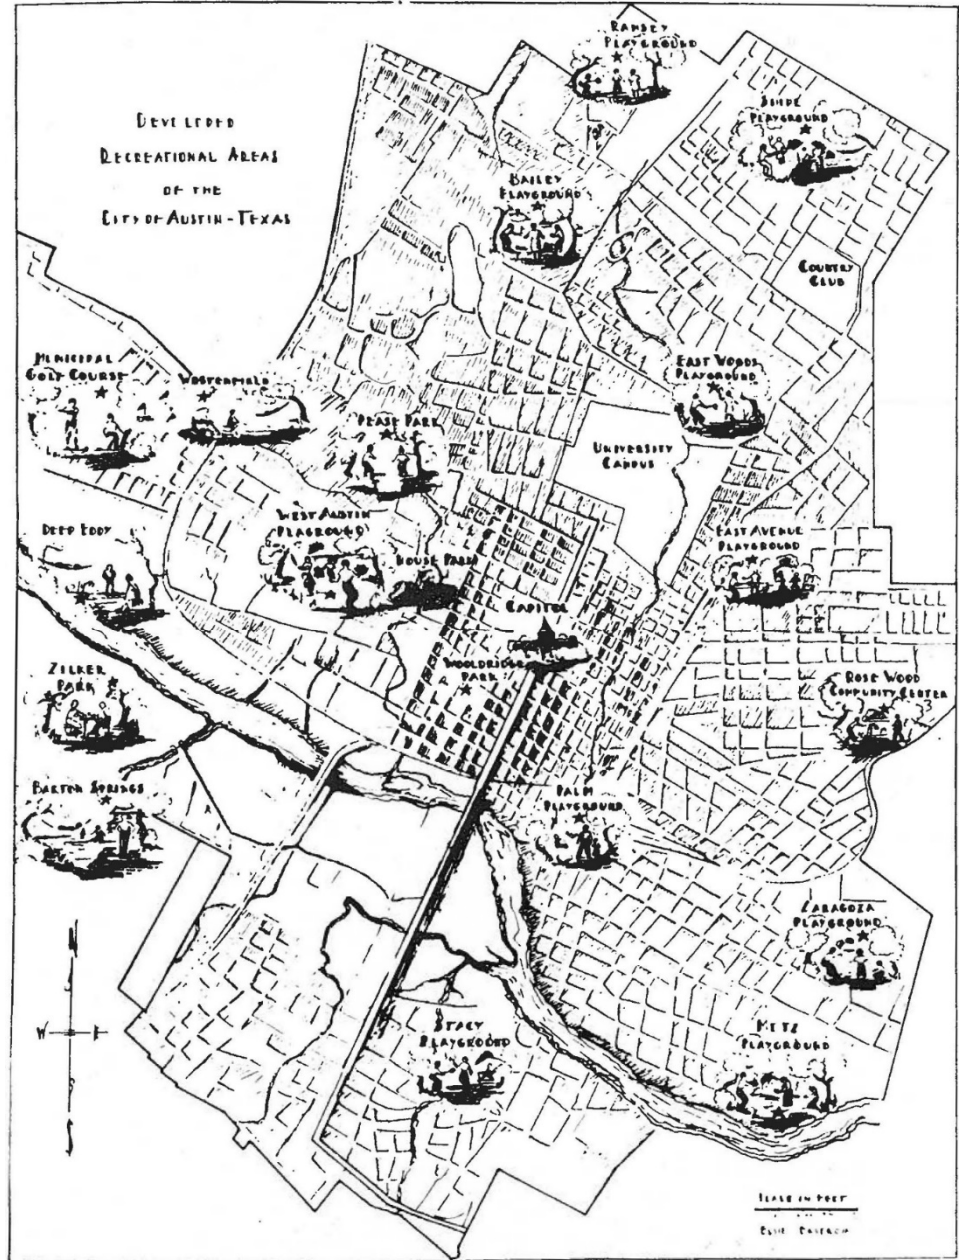 DEVELOPED
RECREATIONAL AREAS
OF THE
CITY OF AUSTIN-TEXAS
RAMSEY
PLAYGROUND
PLAYGROUND
BAILEY
PLAYGROUND
COUNTRY
CLUB
MUNICIPAL
GOLF COURSE
WESTENFIELD
EAST WOODS
PLAYGROUND
PEASE PARK
UNIVERSITY
CAMPUS
WEST AUSTIN
PLAYGROUND
DEEP EDDY
HOUSE PARK
EAST AVENUE
PLAYGROUND
CAPITOL
WOOLDRIDGE
PARK
ZILKER
PARK
ROSE WOOD
COMMUNITY CENTER
BARTON SPRINGS
PALM
PLAYGROUND
ZARAGOZA
PLAYGROUND
N
W E
S
STACY
PLAYGROUND
METZ
PLAYGROUND
SCALE IN FEET